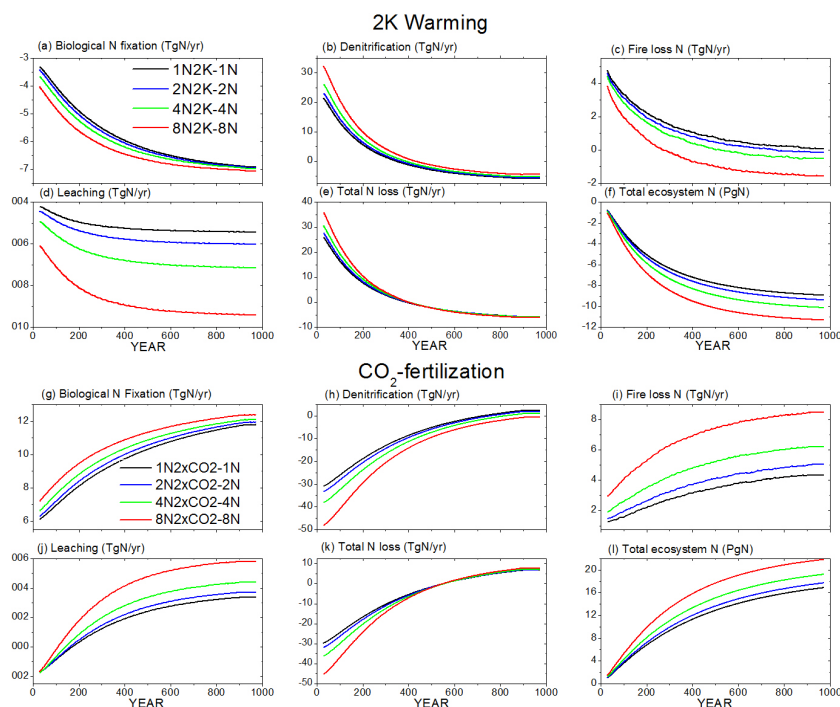 2K Warming
(a) Biological N fixation (TgN/yr)
(b) Denitrification (TgN/yr)
(c) Fire loss N (TgN/yr)
-3
-4
-5
-6
-7
1N2K-1N
2N2K-2N
4N2K-4N
8N2K-8N
30
20
10
0
4
2
0
-2
(d) Leaching (TgN/yr)
(e) Total N loss (TgN/yr)
(f) Total ecosystem N (PgN)
004
006
008
010
40
30
20
10
0
-10
0
-2
-4
-6
-8
-10
-12
0 200 400 600 800 1000
0 200 400 600 800 1000
0 200 400 600 800 1000
YEAR
YEAR
YEAR
CO2-fertilization
(g) Biological N Fixation (TgN/yr)
(h) Denitrification (TgN/yr)
(i) Fire loss N (TgN/yr)
12
10
8
6
1N2xCO2-1N
2N2xCO2-2N
4N2xCO2-4N
8N2xCO2-8N
0
-10
-20
-30
-40
-50
8
6
4
2
(j) Leaching (TgN/yr)
(k) Total N loss (TgN/yr)
(l) Total ecosystem N (PgN)
006
004
002
000
002
10
0
-10
-20
-30
-40
-50
20
16
12
8
4
0
0 200 400 600 800 1000
0 200 400 600 800 1000
0 200 400 600 800 1000
YEAR
YEAR
YEAR